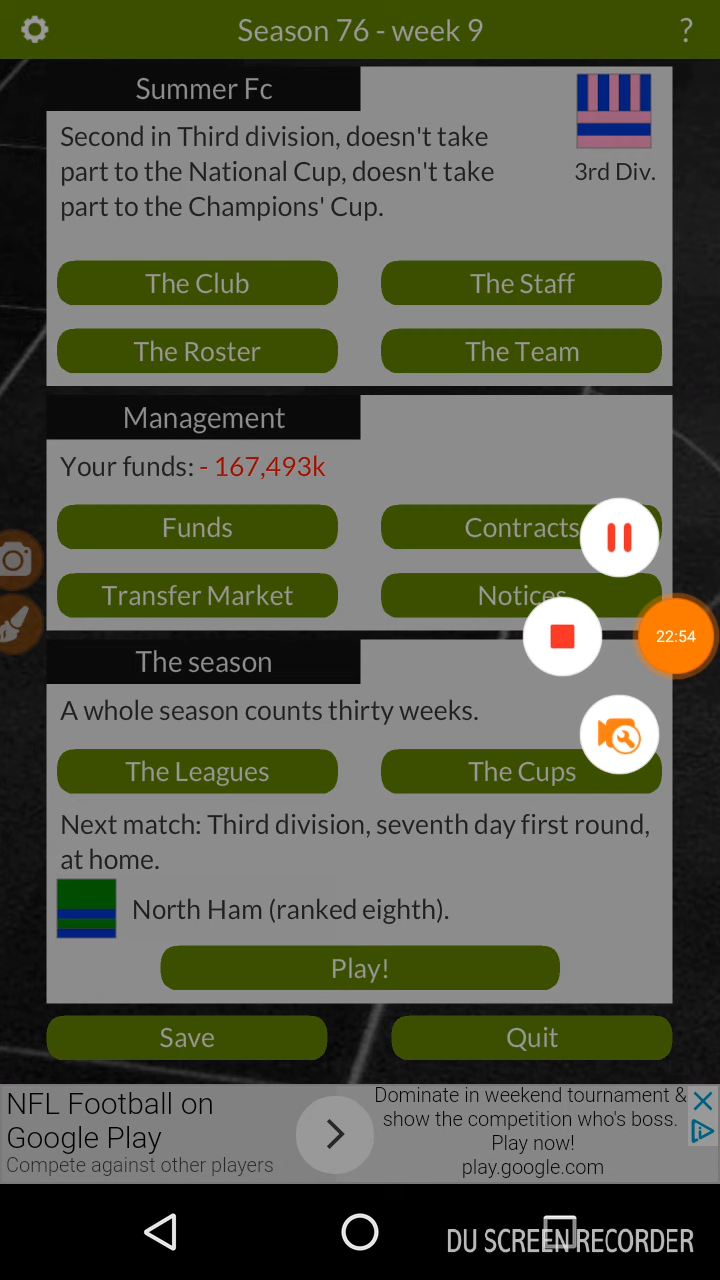 Season 76 - week 9
?
Summer Fc
Second in Third division, doesn't take
part to the National Cup, doesn't take
part to the Champions' Cup.
3rd Div.
The Club
The Staff
The Roster
The Team
Management
Your funds: - 167,493k
Funds
Contracts
Transfer Market
Notices
22:54
The season
A whole season counts thirty weeks.
The Leagues
The Cups
Next match: Third division, seventh day first round,
at home.
North Ham (ranked eighth).
Play!
Save
Quit
NFL Football on
Google Play
Compete against other players
Dominate in weekend tournament &
show the competition who's boss.
Play now!
play.google.com
DU SCREEN RECORDER